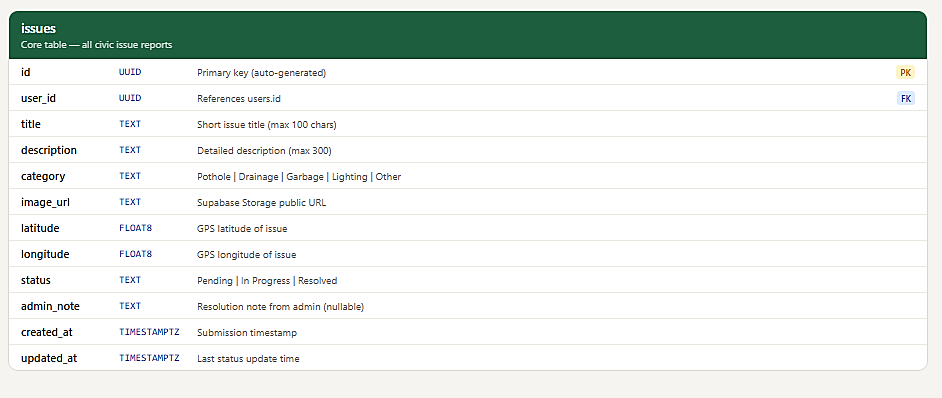 issues
Core table — all civic issue reports
id UUID Primary key (auto-generated) PK
user_id UUID References users.id FK
title TEXT Short issue title (max 100 chars)
description TEXT Detailed description (max 300)
category TEXT Pothole | Drainage | Garbage | Lighting | Other
image_url TEXT Supabase Storage public URL
latitude FLOAT8 GPS latitude of issue
longitude FLOAT8 GPS longitude of issue
status TEXT Pending | In Progress | Resolved
admin_note TEXT Resolution note from admin (nullable)
created_at TIMESTAMPTZ Submission timestamp
updated_at TIMESTAMPTZ Last status update time